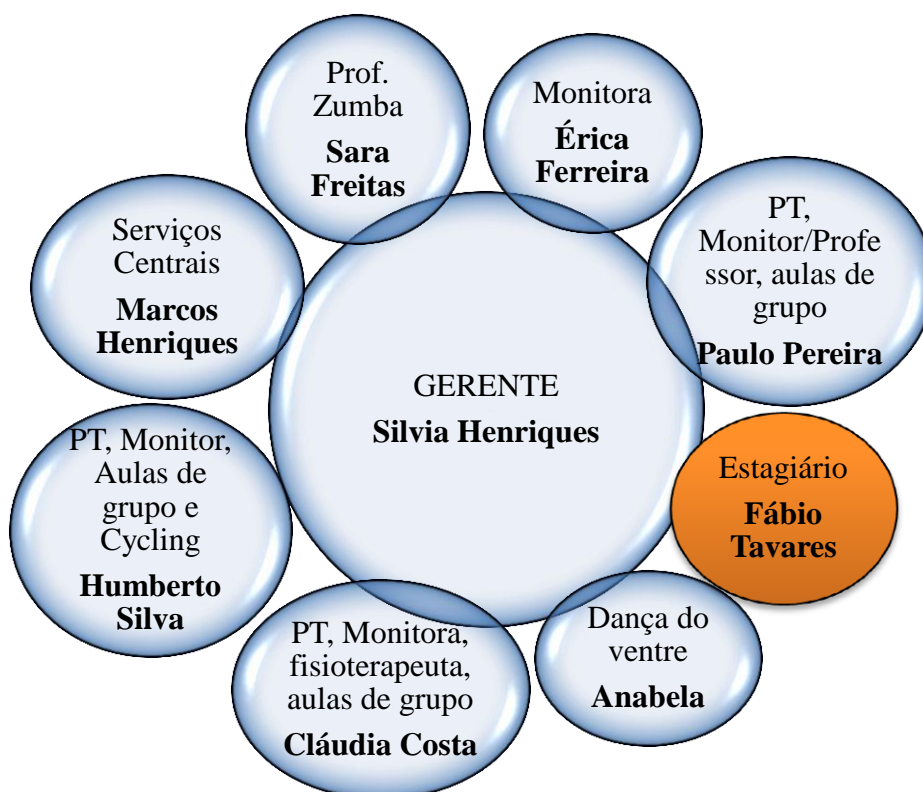 Prof.
Zumba
Sara
Freitas
Monitora
Érica
Ferreira
PT,
Monitor/Profe
ssor, aulas de
grupo
Paulo Pereira
Serviços
Centrais
Marcos
Henriques
GERENTE
Silvia Henriques
Estagiário
Fábio
Tavares
PT, Monitor,
Aulas de
grupo e
Cycling
Humberto
Silva
PT, Monitora,
fisioterapeuta,
aulas de grupo
Cláudia Costa
Dança do
ventre
Anabela